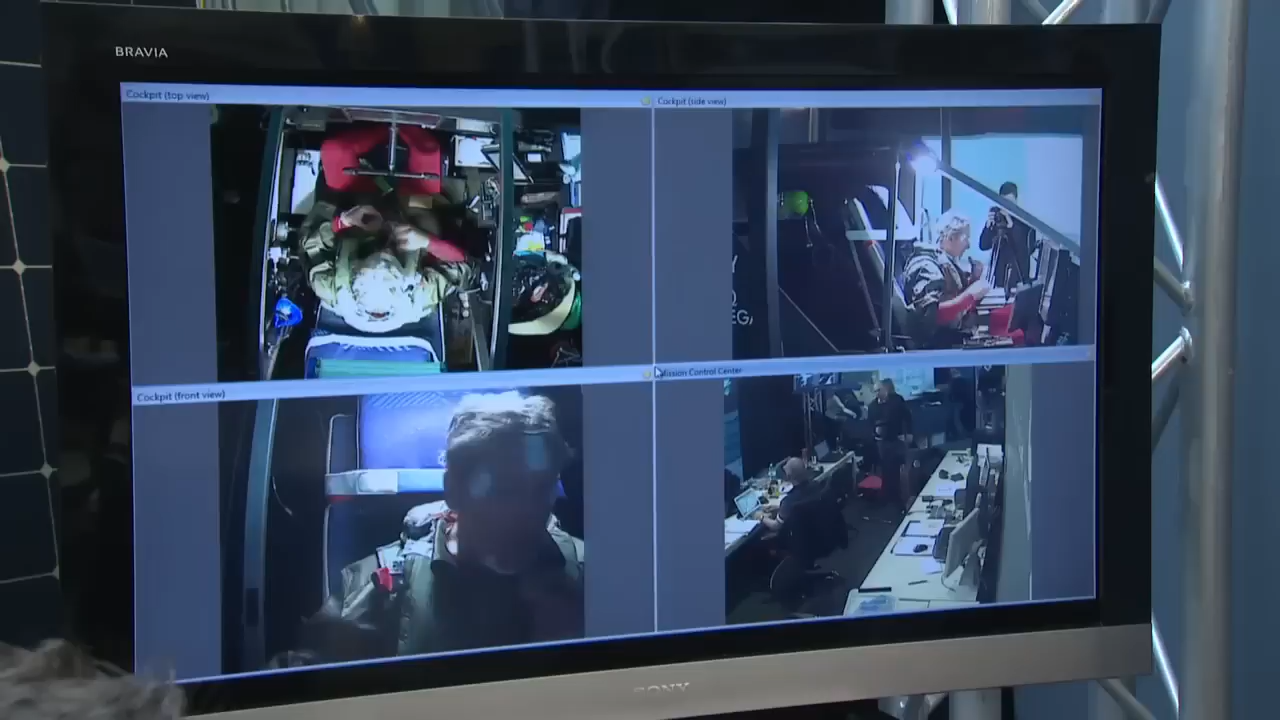 BRAVIA
Cockpit (top view)
Cockpit (side view)
Cockpit (front view)
Mission Control Center
SONY